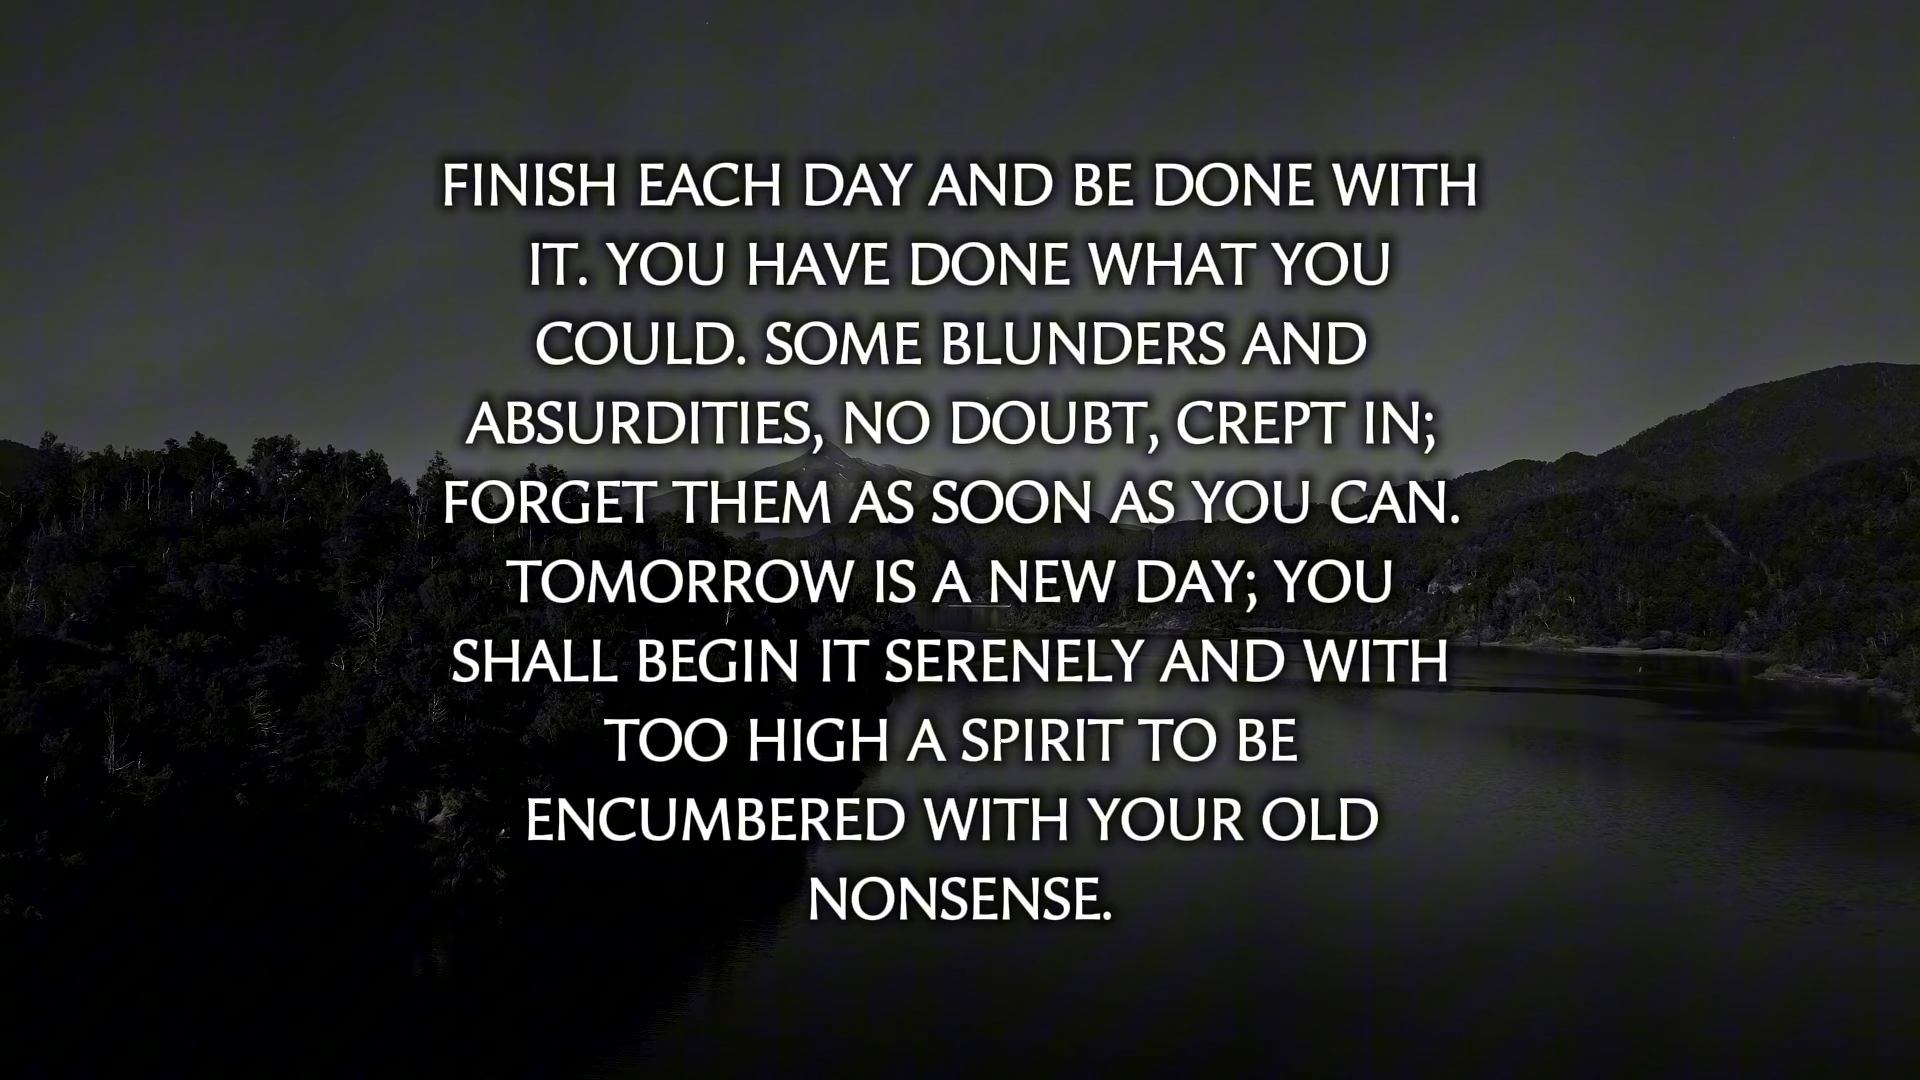 FINISH EACH DAY AND BE DONE WITH
IT. YOU HAVE DONE WHAT YOU
COULD. SOME BLUNDERS AND
ABSURDITIES, NO DOUBT, CREPT IN;
FORGET THEM AS SOON AS YOU CAN.
TOMORROW IS A NEW DAY; YOU
SHALL BEGIN IT SERENELY AND WITH
TOO HIGH A SPIRIT TO BE
ENCUMBERED WITH YOUR OLD
NONSENSE.